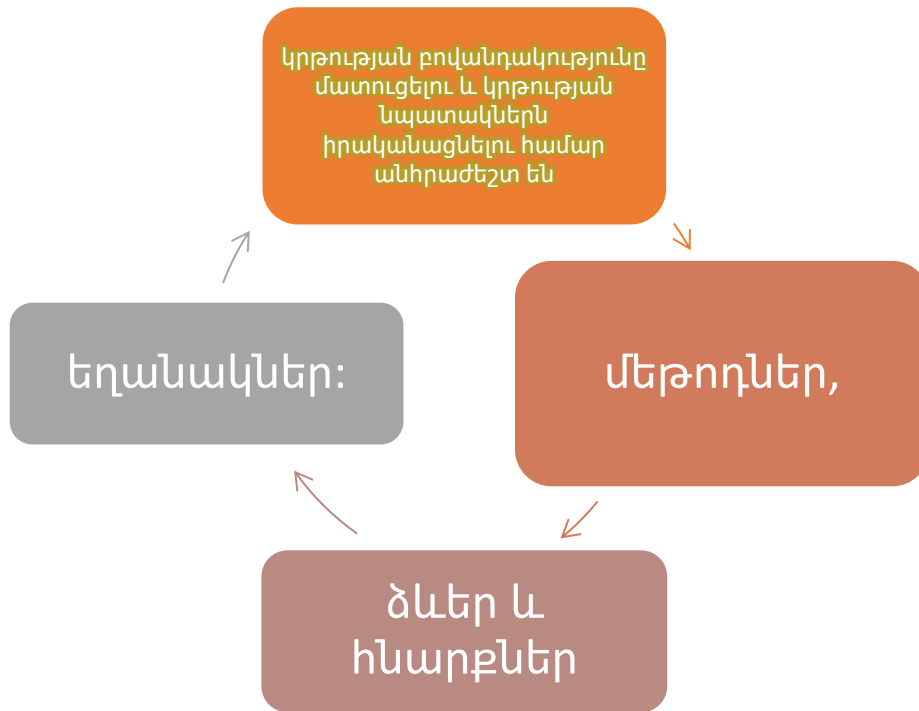 կրթության բովանդակությունը
մատուցելու և կրթության
նպատակներն
իրականացնելու համար
անհրաժեշտ են
մեթոդներ,
ձևեր և
հնարքներ
եղանակներ: